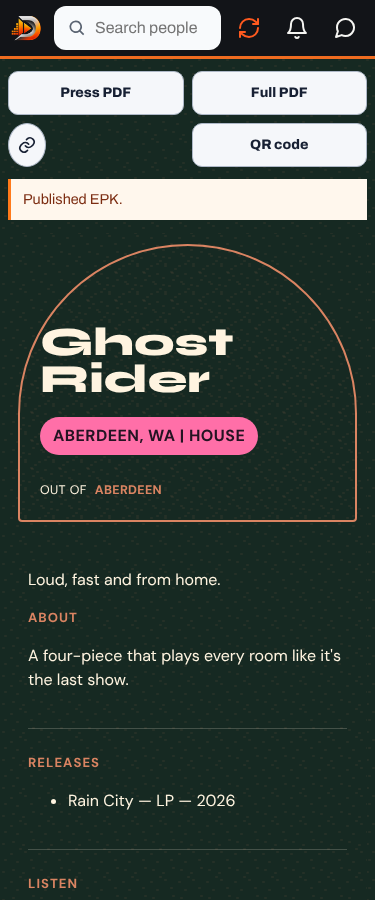 Search people
Press PDF
Full PDF
QR code
Published EPK.
Ghost
Rider
ABERDEEN, WA | HOUSE
OUT OF ABERDEEN
Loud, fast and from home.
ABOUT
A four-piece that plays every room like it's
the last show.
RELEASES
• Rain City — LP — 2026
LISTEN